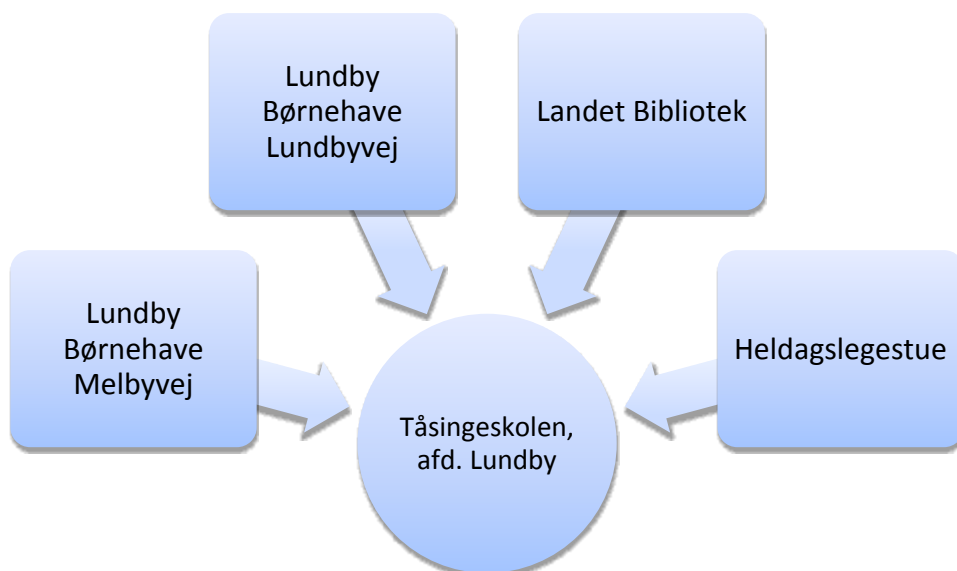 Lundby
Børnehave
Lundbyvej
Landet Bibliotek
Lundby
Børnehave
Melbyvej
Heldagslegestue
Tåsingeskolen,
afd. Lundby